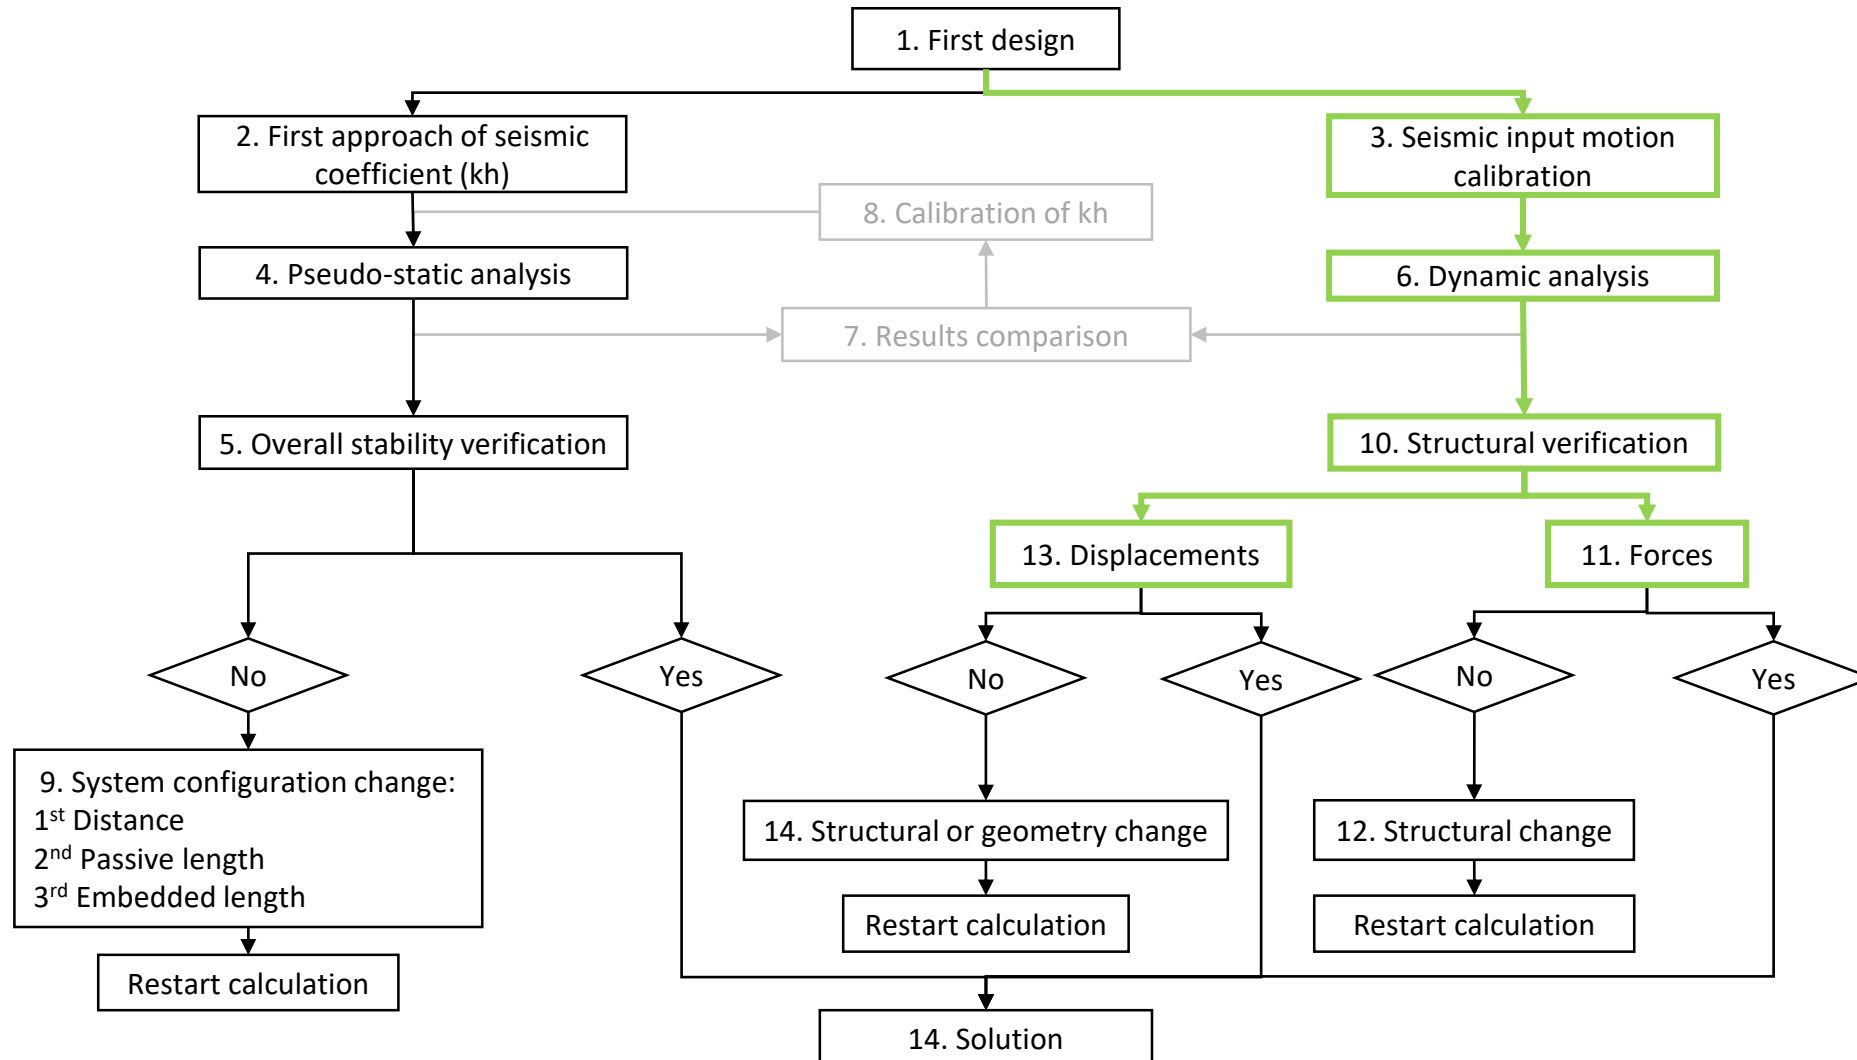 1. First design
2. First approach of seismic
coefficient (kh)
3. Seismic input motion
calibration
8. Calibration of kh
4. Pseudo-static analysis
6. Dynamic analysis
7. Results comparison
5. Overall stability verification
10. Structural verification
13. Displacements
11. Forces
No
Yes
No
Yes
No
Yes
9. System configuration change:
1st Distance
2nd Passive length
3rd Embedded length
14. Structural or geometry change
12. Structural change
Restart calculation
Restart calculation
Restart calculation
14. Solution